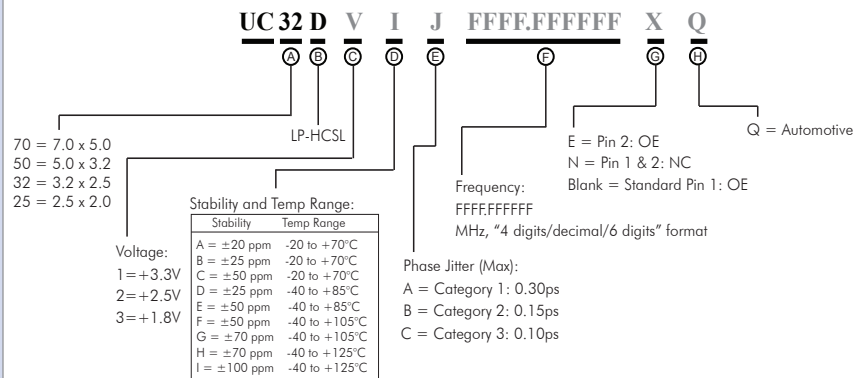 UC 32 D V I J FFFF.FFFFFF X Q
A B C D E F G H
70 = 7.0 x 5.0
50 = 5.0 x 3.2
32 = 3.2 x 2.5
25 = 2.5 x 2.0
LP-HCSL
Voltage:
1=+3.3V
2=+2.5V
3=+1.8V
Stability and Temp Range:
Stability Temp Range
A = ±20 ppm -20 to +70°C
B = ±25 ppm -20 to +70°C
C = ±50 ppm -20 to +70°C
D = ±25 ppm -40 to +85°C
E = ±50 ppm -40 to +85°C
F = ±50 ppm -40 to +105°C
G = ±70 ppm -40 to +105°C
H = ±70 ppm -40 to +125°C
I = ±100 ppm -40 to +125°C
Phase Jitter (Max):
A = Category 1: 0.30ps
B = Category 2: 0.15ps
C = Category 3: 0.10ps
Frequency:
FFFF.FFFFFF
MHz, “4 digits/decimal/6 digits” format
E = Pin 2: OE
N = Pin 1 & 2: NC
Blank = Standard Pin 1: OE
Q = Automotive